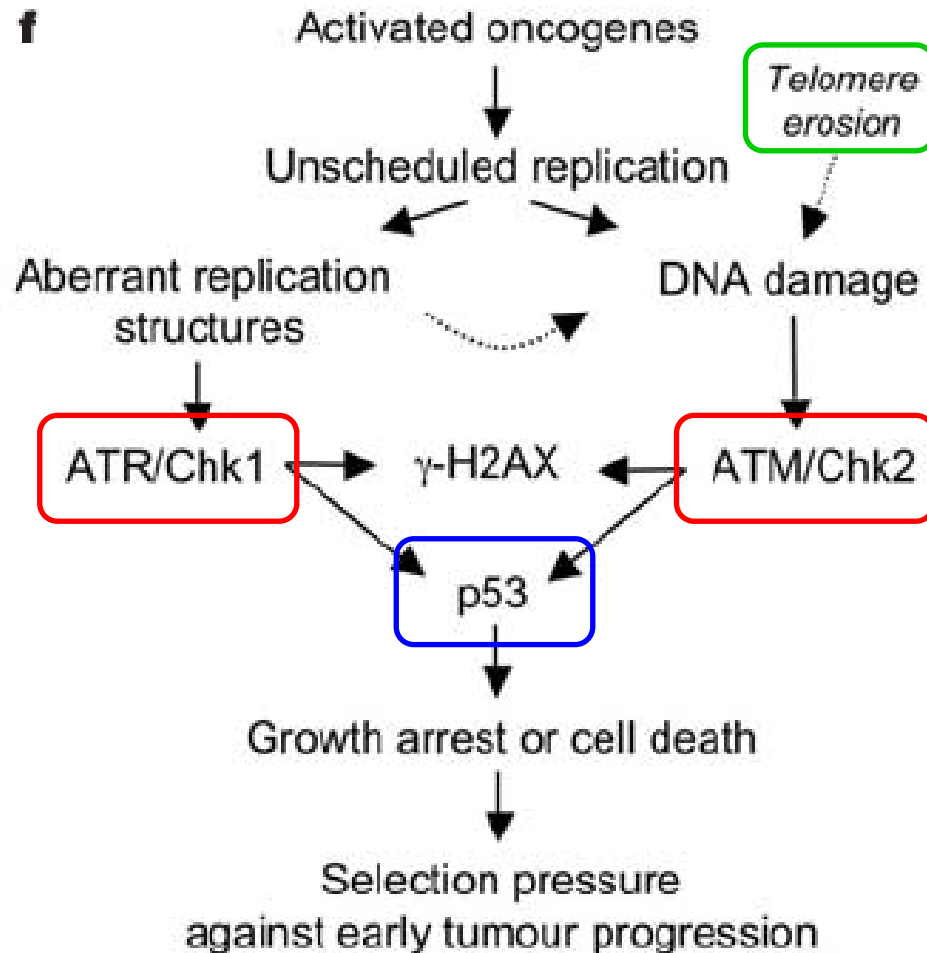 f
Activated oncogenes
Telomere
erosion
Unscheduled replication
Aberrant replication
structures
DNA damage
ATR/Chk1
γ-H2AX
ATM/Chk2
p53
Growth arrest or cell death
Selection pressure
against early tumour progression